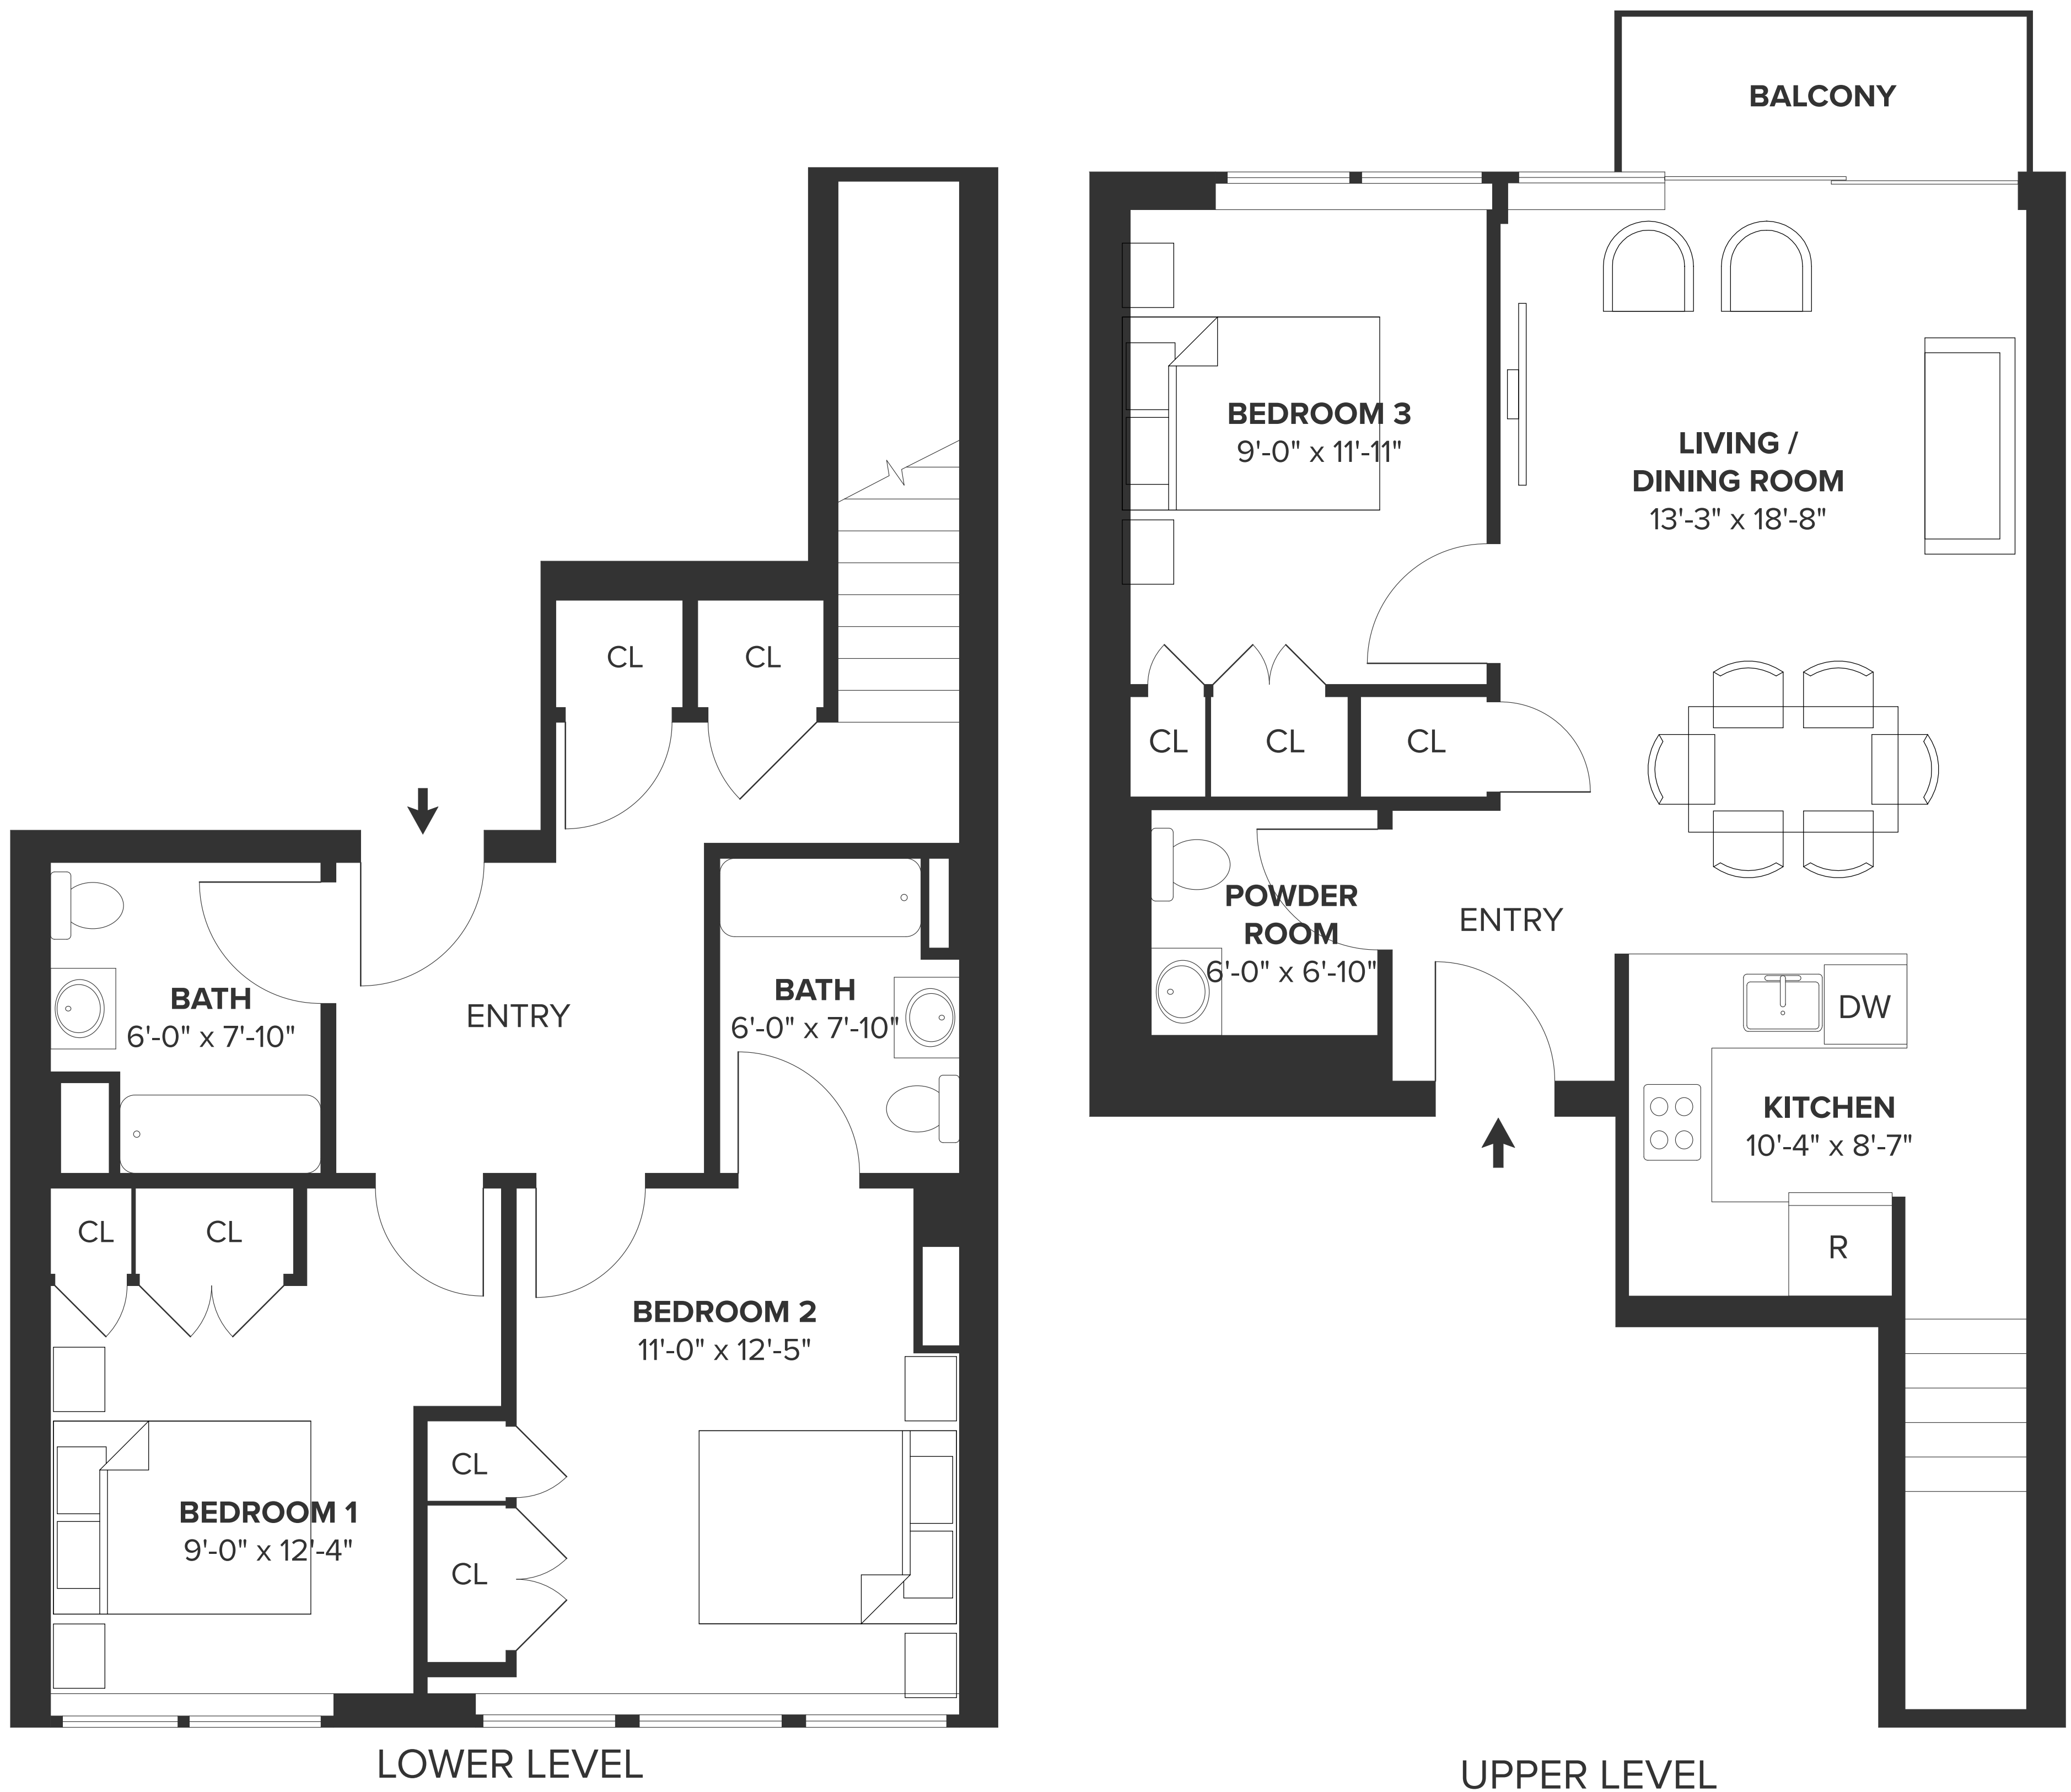 CL
CL
BATH
6'-0" x 7'-10"
ENTRY
BATH
6'-0" x 7'-10"
CL
CL
BEDROOM 2
11'-0" x 12'-5"
CL
BEDROOM 1
9'-0" x 12'-4"
CL
LOWER LEVEL
BALCONY
BEDROOM 3
9'-0" x 11'-11"
LIVING /
DINING ROOM
13'-3" x 18'-8"
CL
CL
CL
POWDER
ROOM
6'-0" x 6'-10"
ENTRY
DW
KITCHEN
10'-4" x 8'-7"
R
UPPER LEVEL